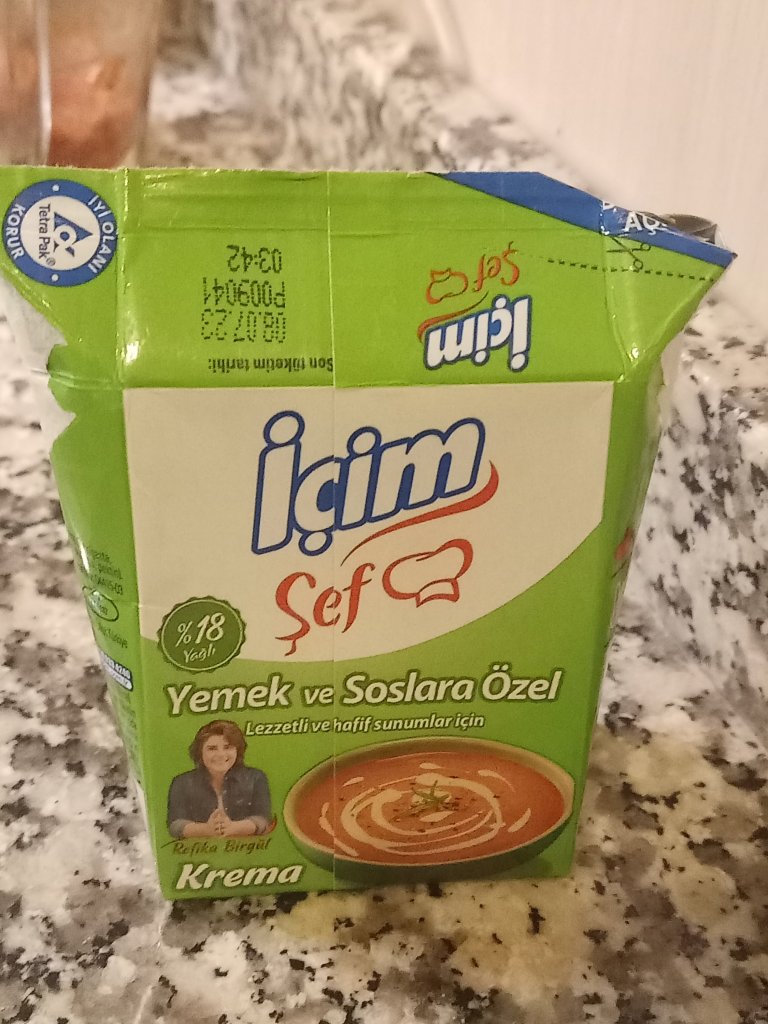 İYİ OLANI
KORUR
Tetra Pak®
Son tüketim tarihi:
08.07.23
P009041
03:42
İçim
Şef
AÇ
İçim
Şef
%18
Yağlı
Yemek ve Soslara Özel
Lezzetli ve hafif sunumlar için
Refika Birgül
Krema